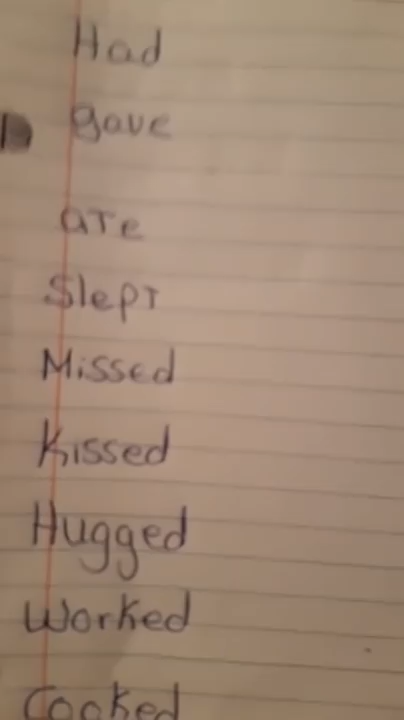 Had
gave
ate
Slept
Missed
Kissed
Hugged
Worked
Cooked